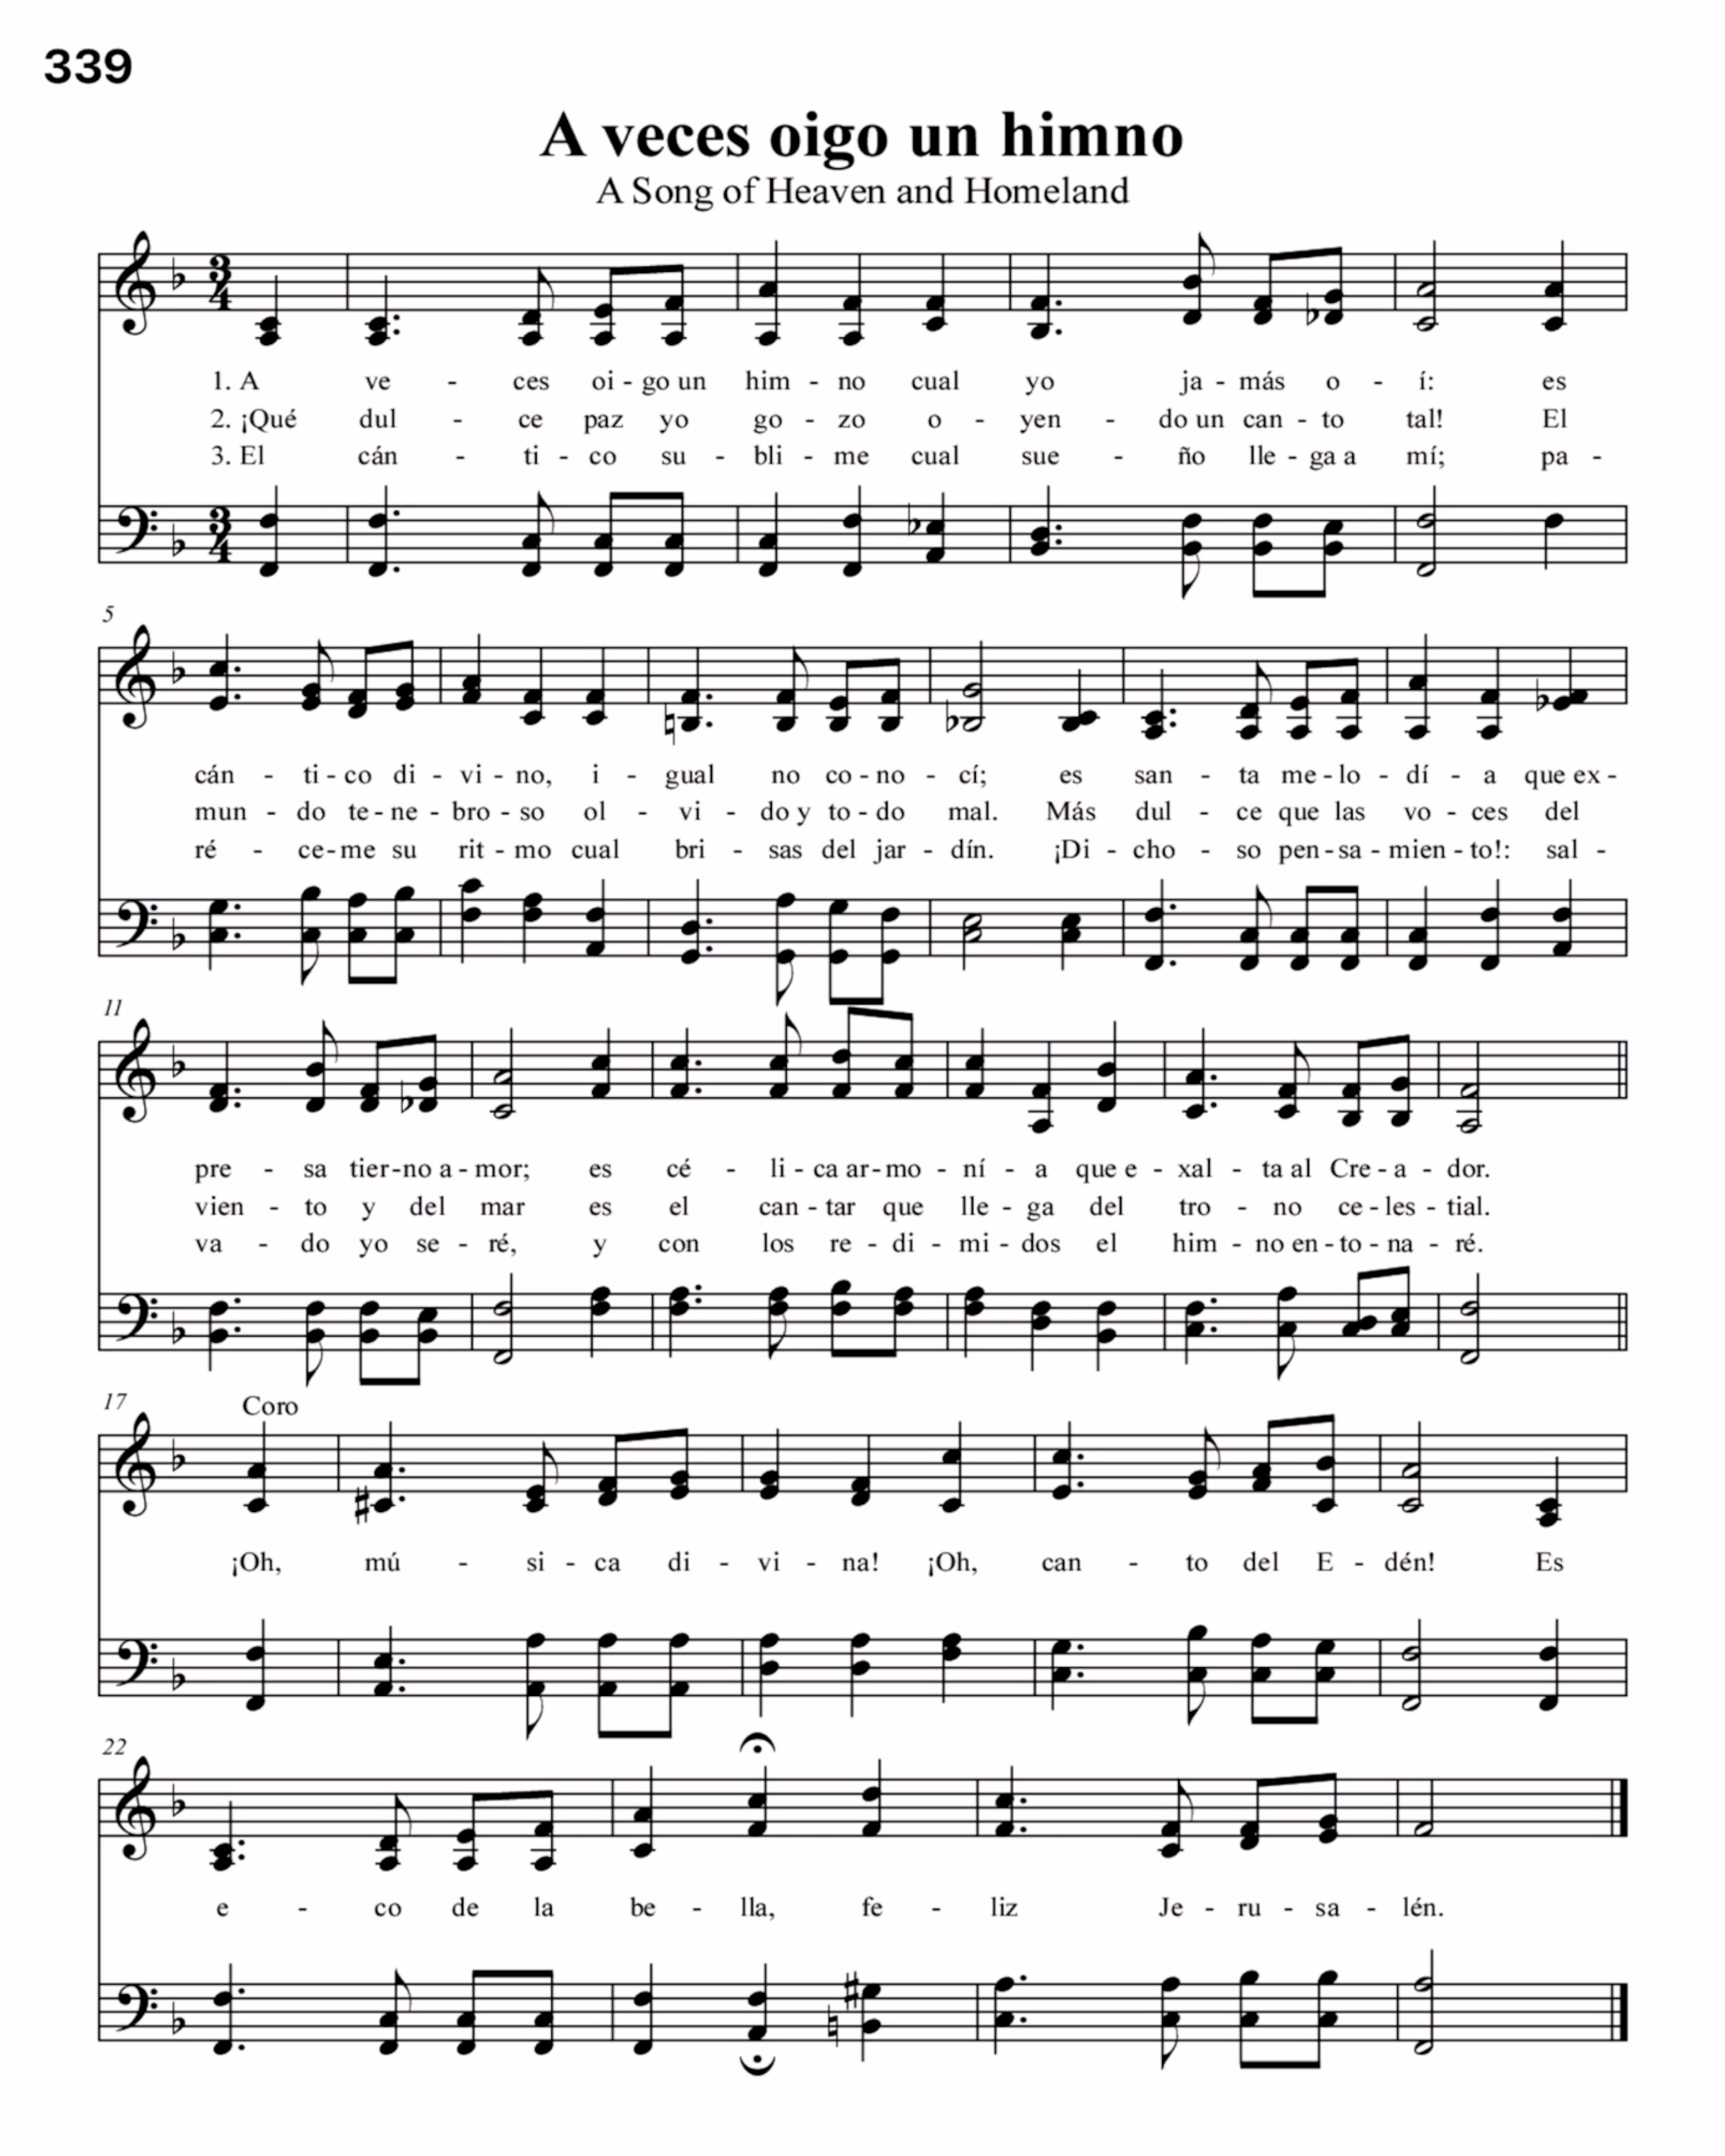 339
A veces oigo un himno
A Song of Heaven and Homeland
1. A ve - ces oi - go un him - no cual yo ja - más o - í: es
2. ¡Qué dul - ce paz yo go - zo o - yen - do un can - to tal! El
3. El cán - ti - co su - bli - me cual sue - ño lle - ga a mí; pa -
5
cán - ti - co di - vi - no, i - gual no co - no - cí; es san - ta me - lo - dí - a que ex -
mun - do te - ne - bro - so ol - vi - do y to - do mal. Más dul - ce que las vo - ces del
ré - ce - me su rit - mo cual bri - sas del jar - dín. ¡Di - cho - so pen - sa - mien - to!: sal -
11
pre - sa tier - no a - mor; es cé - li - ca ar - mo - ní - a que e - xal - ta al Cre - a - dor.
vien - to y del mar es el can - tar que lle - ga del tro - no ce - les - tial.
va - do yo se - ré, y con los re - di - mi - dos el him - no en - to - na - ré.
17 Coro
¡Oh, mú - si - ca di - vi - na! ¡Oh, can - to del E - dén! Es
22
e - co de la be - lla, fe - liz Je - ru - sa - lén.